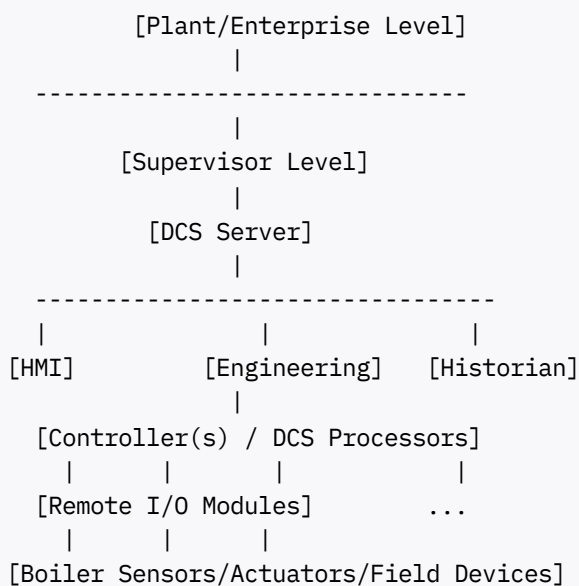 [Plant/Enterprise Level]
|
-------------------------------
|
[Supervisor Level]
|
[DCS Server]
|
---------------------------------
| | |
[HMI] [Engineering] [Historian]
|
[Controller(s) / DCS Processors]
| | | |
[Remote I/O Modules] ...
| | |
[Boiler Sensors/Actuators/Field Devices]